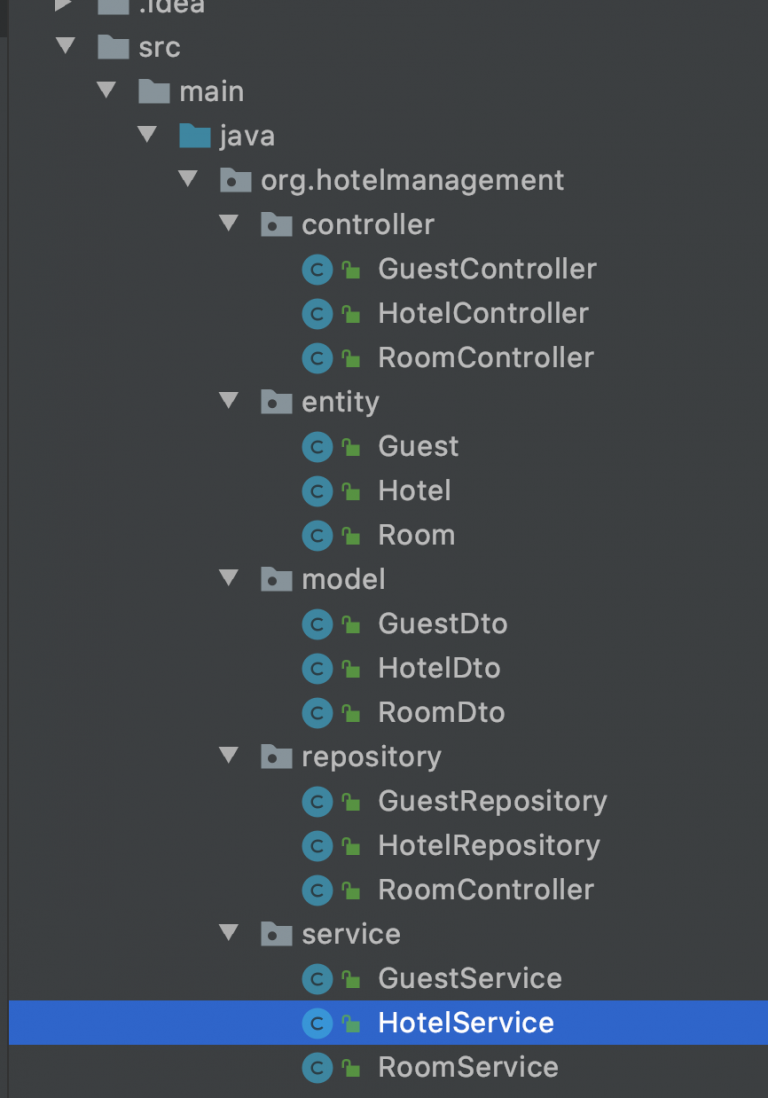 .idea
src
main
java
org.hotelmanagement
controller
C GuestController
C HotelController
C RoomController
entity
C Guest
C Hotel
C Room
model
C GuestDto
C HotelDto
C RoomDto
repository
C GuestRepository
C HotelRepository
C RoomController
service
C GuestService
C HotelService
C RoomService